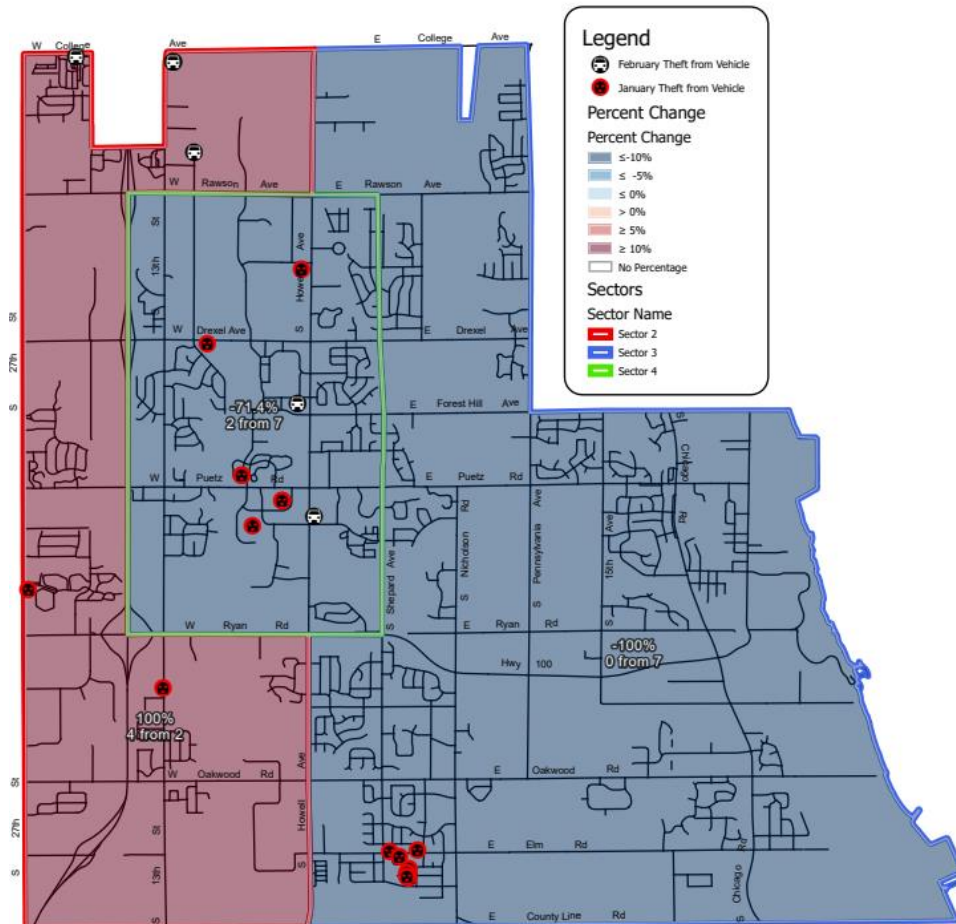 W College Ave
E College Ave
Legend
February Theft from Vehicle
January Theft from Vehicle
Percent Change
Percent Change
≤-10%
≤ -5%
≤ 0%
> 0%
≥ 5%
≥ 10%
No Percentage
Sectors
Sector Name
Sector 2
Sector 3
Sector 4
W Rawson Ave
E Rawson Ave
S 13th St
S Howell Ave
S 27th St
W Drexel Ave
E Drexel Ave
-71.4%
2 from 7
E Forest Hill Ave
W Puetz Rd
E Puetz Rd
S Chicago Rd
S Shepard Ave
S Nicholson Rd
S Pennsylvania Ave
S 15th Ave
W Ryan Rd
E Ryan Rd
-100%
0 from 7
Hwy 100
100%
4 from 2
W Oakwood Rd
E Oakwood Rd
S 27th St
S 13th St
S Howell Ave
E Elm Rd
S Chicago Rd
E County Line Rd